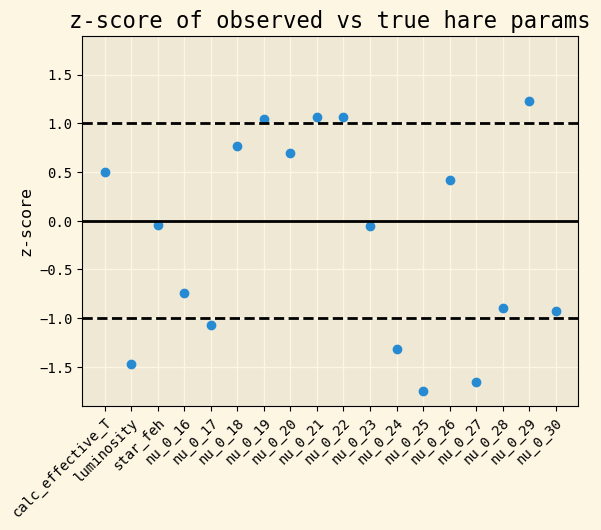 z-score of observed vs true hare params
z-score
1.5
1.0
0.5
0.0
−0.5
−1.0
−1.5
calc_effective_T
luminosity
star_feh
nu_0_16
nu_0_17
nu_0_18
nu_0_19
nu_0_20
nu_0_21
nu_0_22
nu_0_23
nu_0_24
nu_0_25
nu_0_26
nu_0_27
nu_0_28
nu_0_29
nu_0_30